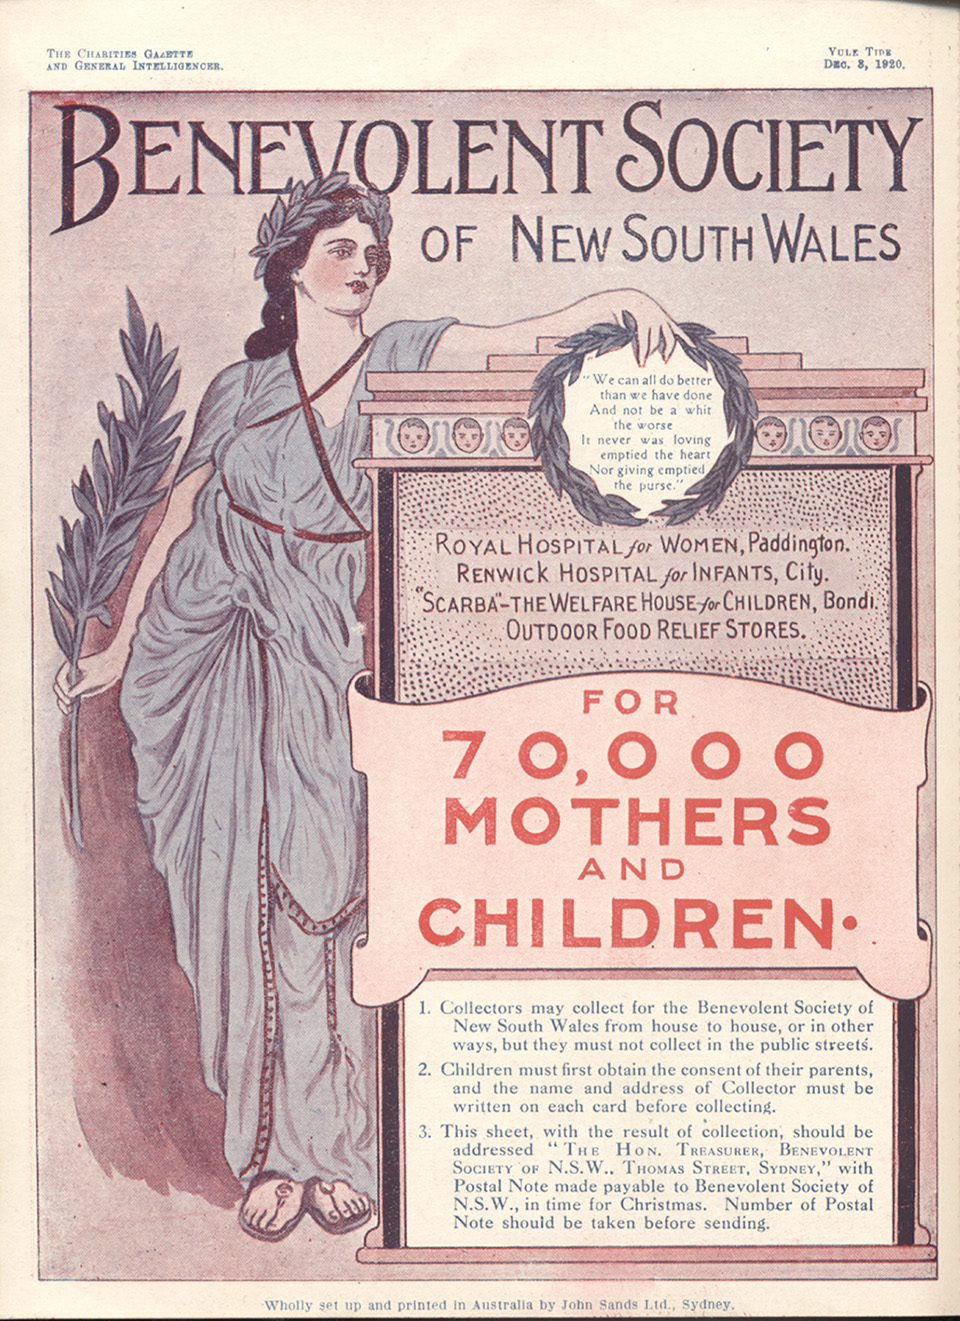 THE CHARITIES GAZETTE
AND GENERAL INTELLIGENCER.
YULE TIDE
DEC. 3, 1920.
BENEVOLENT SOCIETY
OF NEW SOUTH WALES
"We can all do better
than we have done
And not be a whit
the worse
It never was loving
emptied the heart
Nor giving emptied
the purse."
ROYAL HOSPITAL for WOMEN, Paddington.
RENWICK HOSPITAL for INFANTS, City.
"SCARBA"-THE WELFARE HOUSE for CHILDREN, Bondi.
OUTDOOR FOOD RELIEF STORES.
FOR
70,000
MOTHERS
AND
CHILDREN.
1. Collectors may collect for the Benevolent Society of
New South Wales from house to house, or in other
ways, but they must not collect in the public streets.
2. Children must first obtain the consent of their parents,
and the name and address of Collector must be
written on each card before collecting.
3. This sheet, with the result of collection, should be
addressed "THE HON. TREASURER, BENEVOLENT
SOCIETY OF N.S.W., THOMAS STREET, SYDNEY," with
Postal Note made payable to Benevolent Society of
N.S.W., in time for Christmas. Number of Postal
Note should be taken before sending.
Wholly set up and printed in Australia by John Sands Ltd., Sydney.